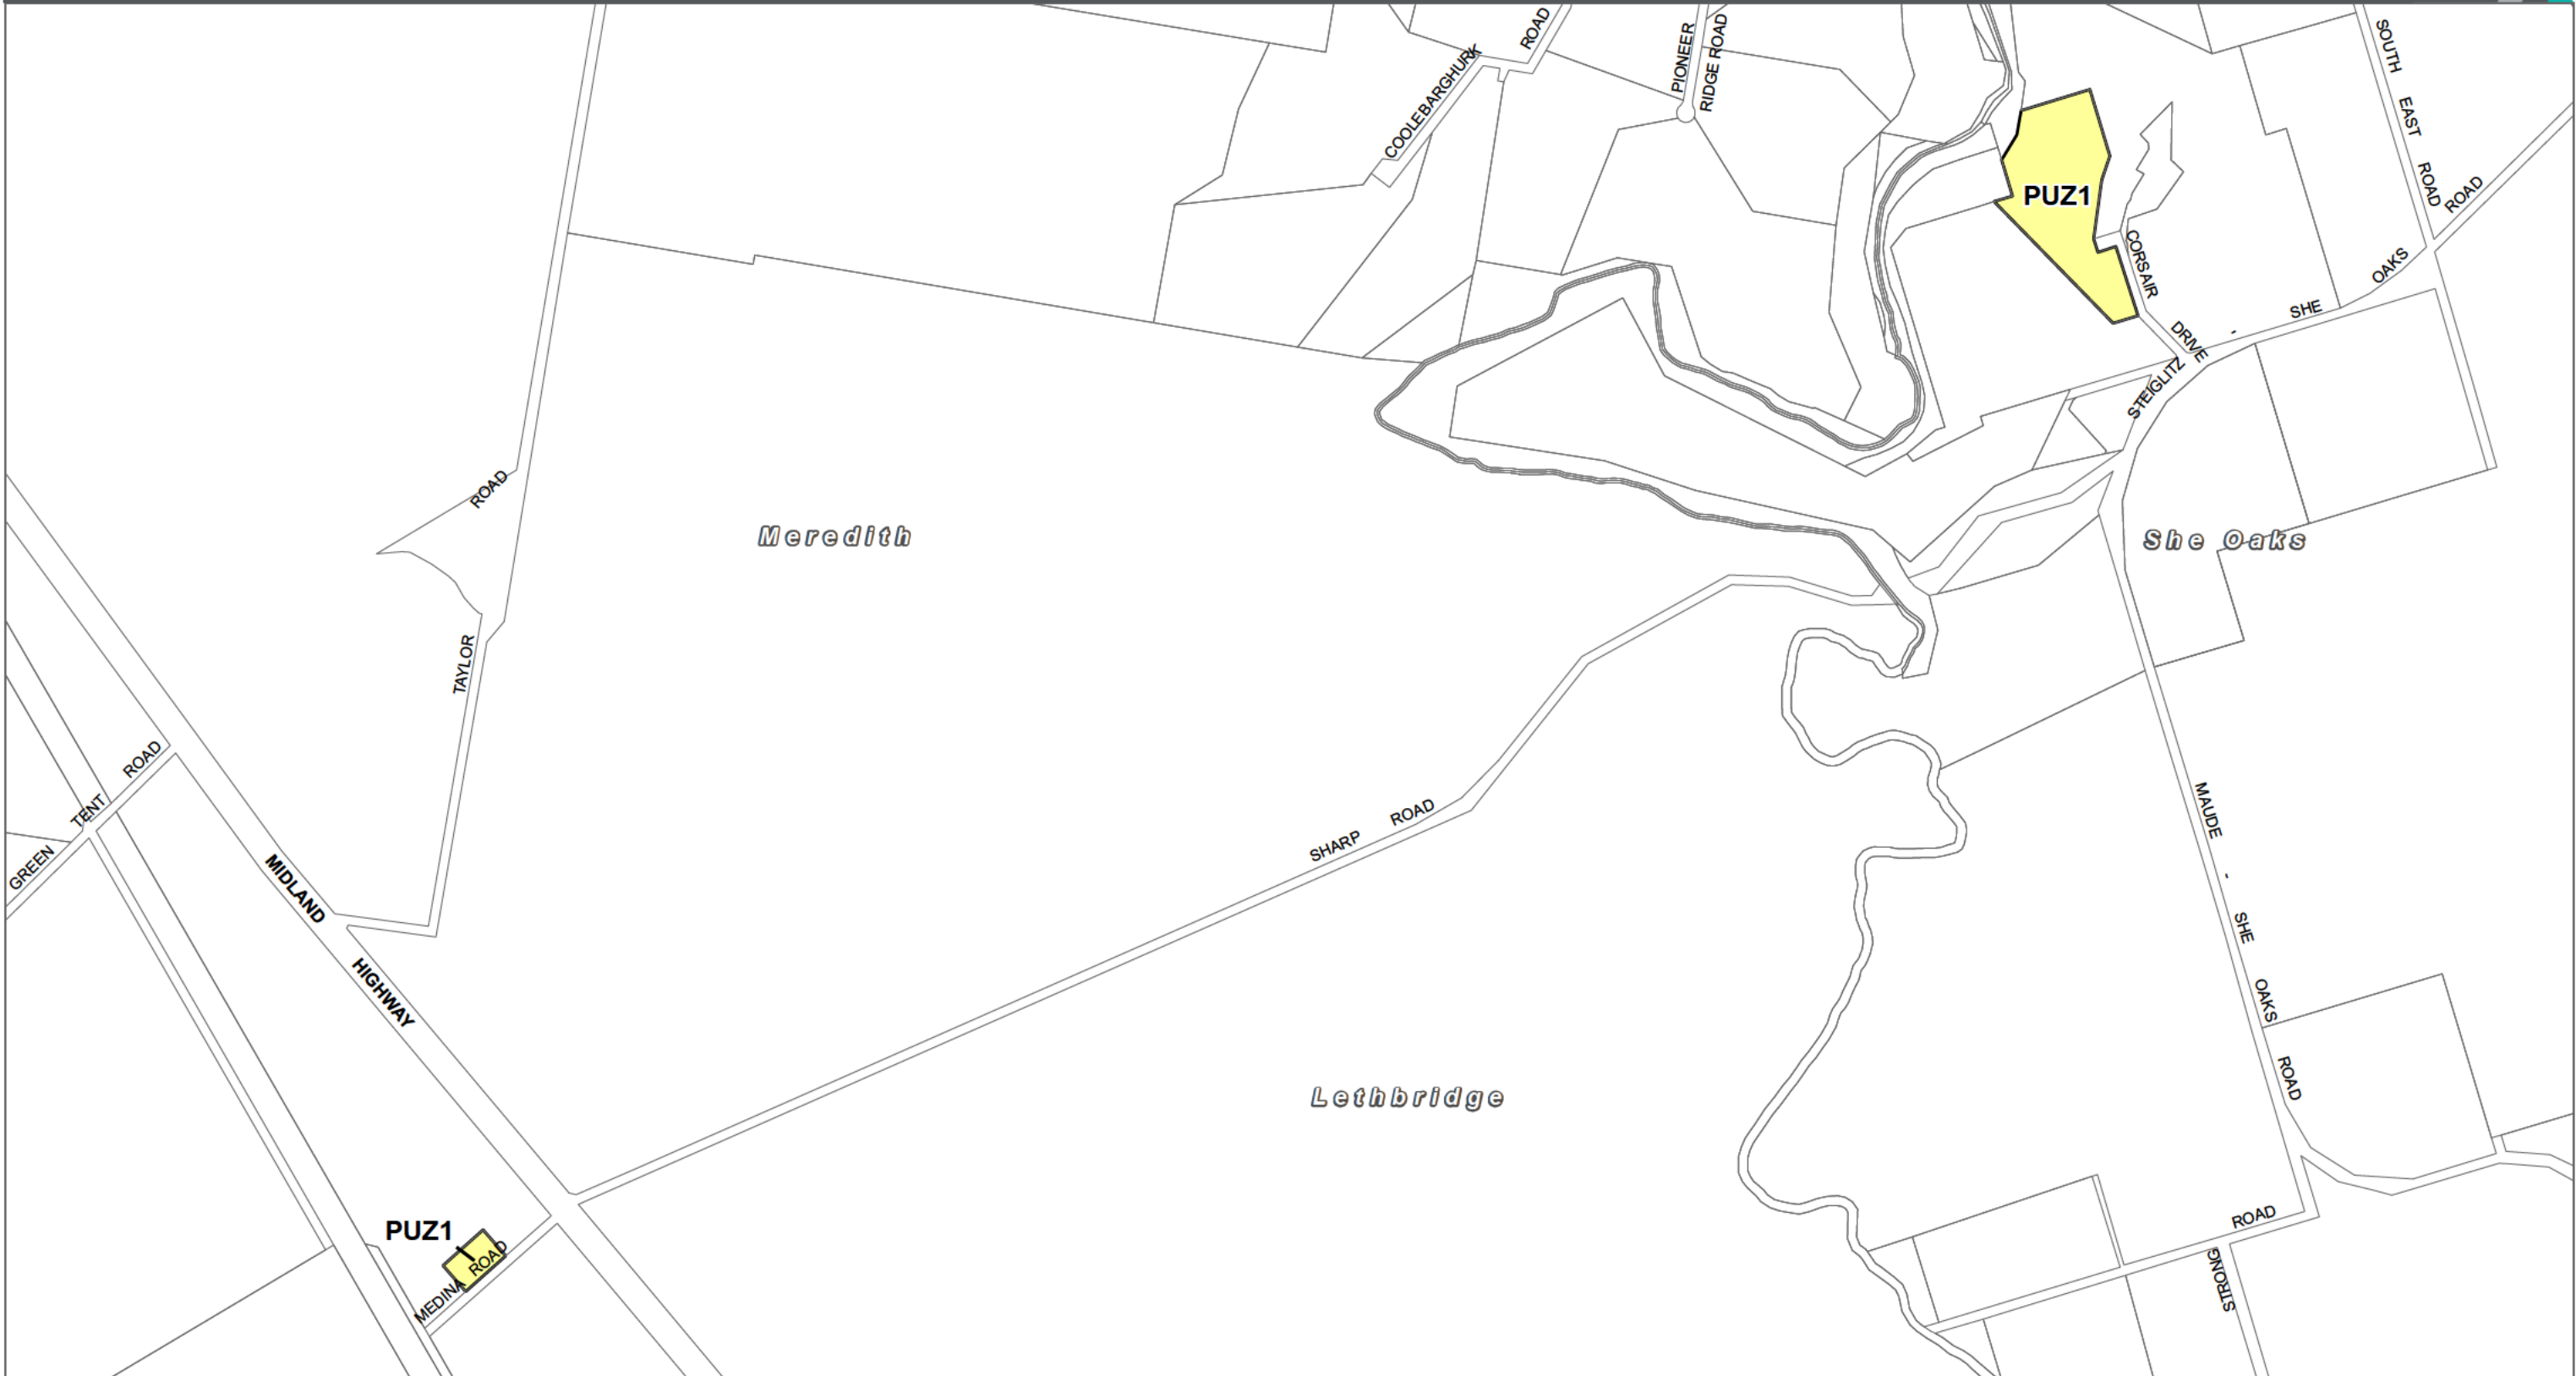 COOLEBARGHURK ROAD
PIONEER
RIDGE ROAD
SOUTH EAST ROAD
PUZ1
CORSAIR DRIVE
STEIGLITZ - SHE OAKS ROAD
ROAD
TAYLOR
Meredith
She Oaks
GREEN TENT ROAD
MIDLAND HIGHWAY
SHARP ROAD
MAUDE - SHE OAKS ROAD
Lethbridge
PUZ1
MEDINA ROAD
ROAD
STRONG